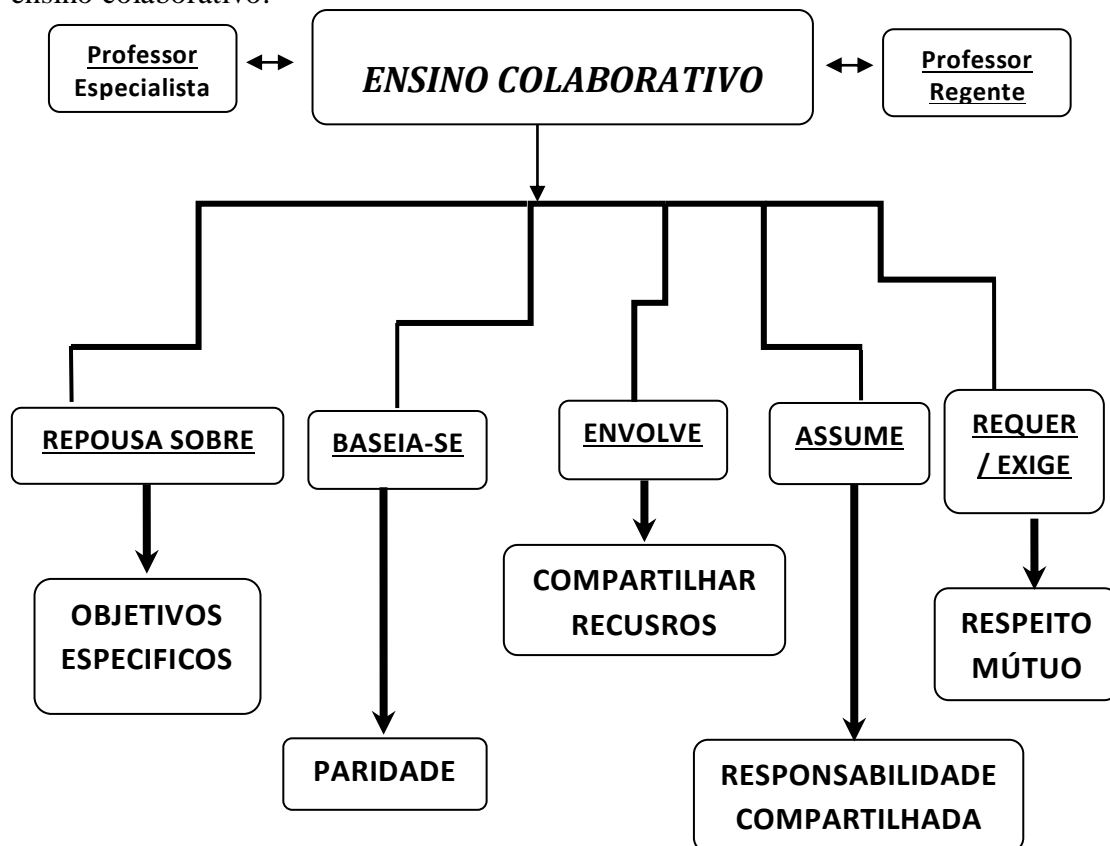 ensino colaborativo.
Professor
Especialista
ENSINO COLABORATIVO
Professor
Regente
REPOUSA SOBRE
BASEIA-SE
ENVOLVE
ASSUME
REQUER
/ EXIGE
OBJETIVOS
ESPECIFICOS
PARIDADE
COMPARTILHAR
RECUSROS
RESPONSABILIDADE
COMPARTILHADA
RESPEITO
MÚTUO